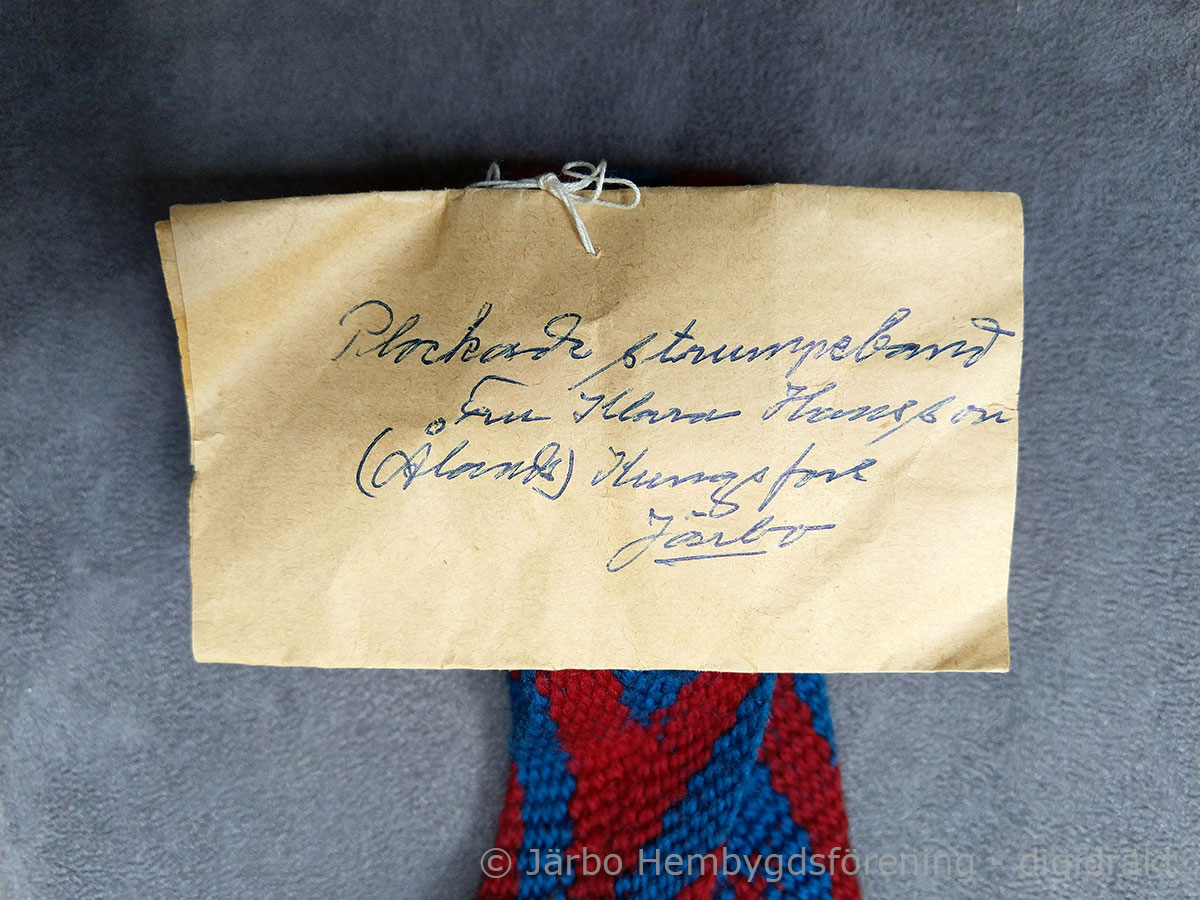 Plockade strumpeband
Fru Klara Hansson
(Ålands) Kungsfors
Järbo
© Järbo Hembygdsförening - digidräkt